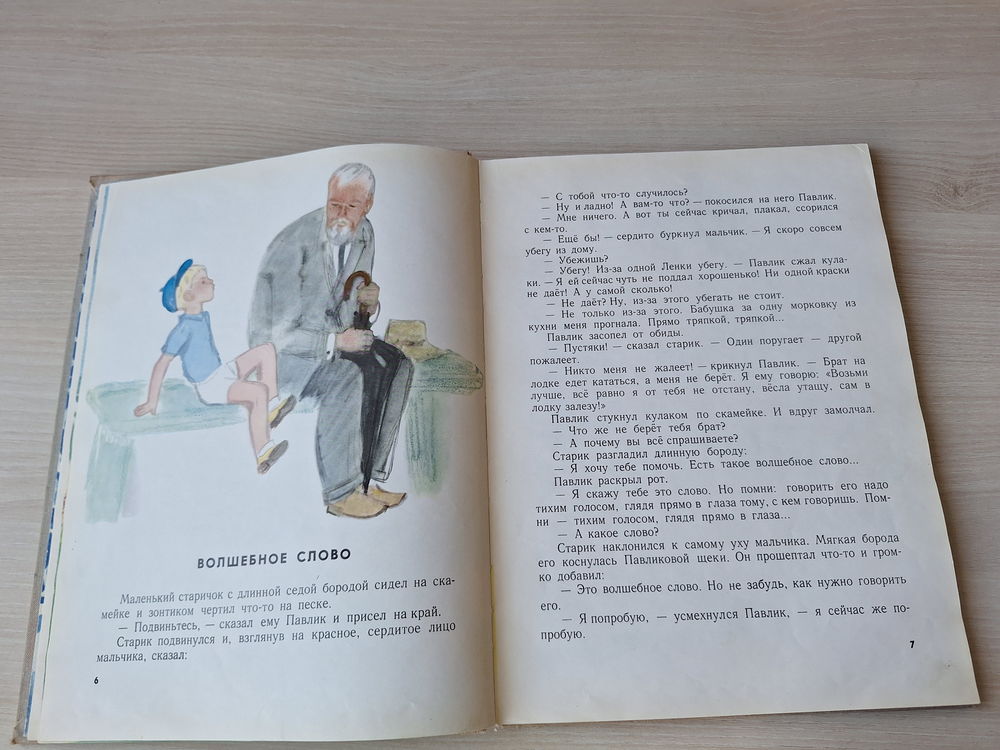 ВОЛШЕБНОЕ СЛОВО
Маленький старичок с длинной седой бородой сидел на ска-
мейке и зонтиком чертил что-то на песке.
— Подвиньтесь, — сказал ему Павлик и присел на край.
Старик подвинулся и, взглянув на красное, сердитое лицо
мальчика, сказал:
6
— С тобой что-то случилось?
— Ну и ладно! А вам-то что? — покосился на него Павлик.
— Мне ничего. А вот ты сейчас кричал, плакал, ссорился
с кем-то.
— Ещё бы! — сердито буркнул мальчик. — Я скоро совсем
убегу из дому.
— Убежишь?
— Убегу! Из-за одной Ленки убегу. — Павлик сжал кула-
ки. — Я ей сейчас чуть не поддал хорошенько! Ни одной краски
не даёт! А у самой сколько!
— Не даёт? Ну, из-за этого убегать не стоит.
— Не только из-за этого. Бабушка за одну морковку из
кухни меня прогнала. Прямо тряпкой, тряпкой...
Павлик засопел от обиды.
— Пустяки! — сказал старик. — Один поругает — другой
пожалеет.
— Никто меня не жалеет! — крикнул Павлик. — Брат на
лодке едет кататься, а меня не берёт. Я ему говорю: «Возьми
лучше, всё равно я от тебя не отстану, вёсла утащу, сам в
лодку залезу!»
Павлик стукнул кулаком по скамейке. И вдруг замолчал.
— Что же не берёт тебя брат?
— А почему вы всё спрашиваете?
Старик разгладил длинную бороду:
— Я хочу тебе помочь. Есть такое волшебное слово...
Павлик раскрыл рот.
— Я скажу тебе это слово. Но помни: говорить его надо
тихим голосом, глядя прямо в глаза тому, с кем говоришь. Пом-
ни — тихим голосом, глядя прямо в глаза...
— А какое слово?
Старик наклонился к самому уху мальчика. Мягкая борода
его коснулась Павликовой щеки. Он прошептал что-то и гром-
ко добавил:
— Это волшебное слово. Но не забудь, как нужно говорить
его.
— Я попробую, — усмехнулся Павлик, — я сейчас же по-
пробую.
7